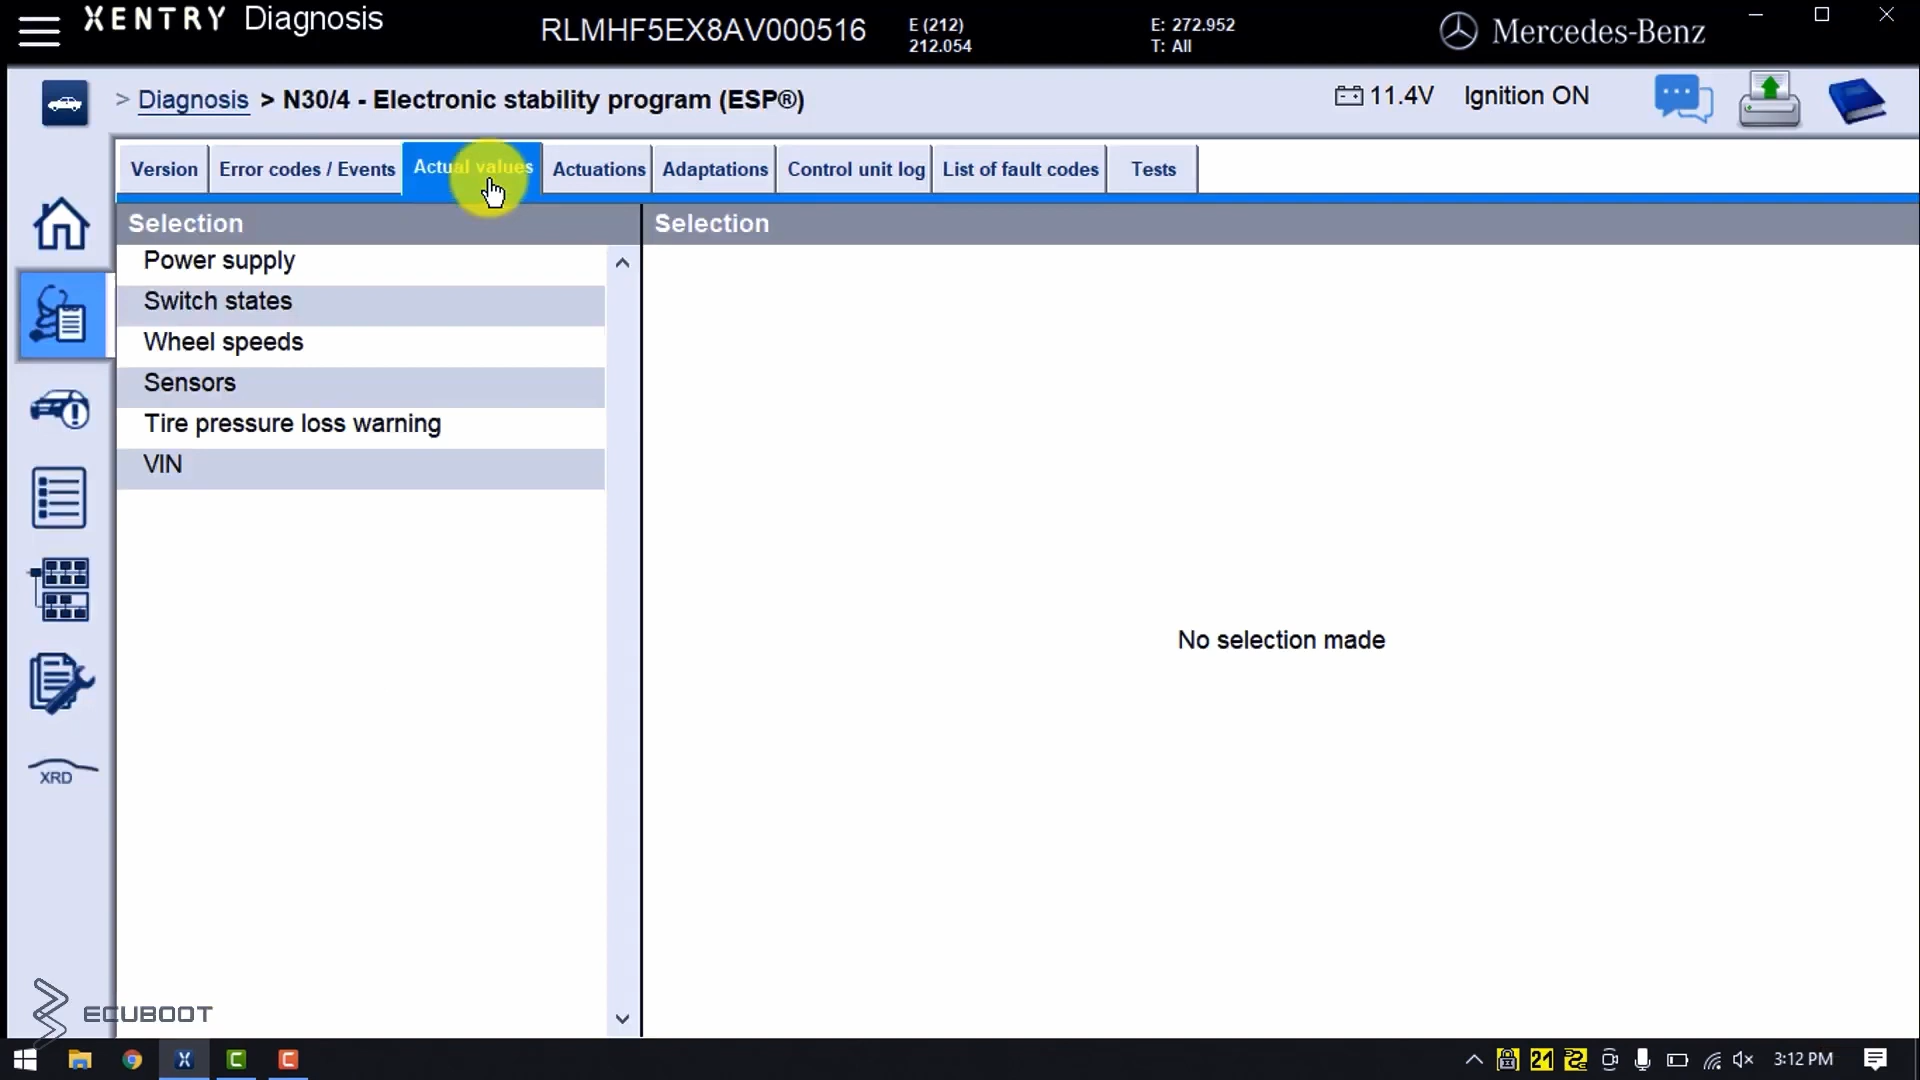 XENTRY Diagnosis
RLMHF5EX8AV000516
E (212)
212.054
E: 272.952
T: All
Mercedes-Benz
> Diagnosis > N30/4 - Electronic stability program (ESP®)
11.4V
Ignition ON
Version
Error codes / Events
Actual values
Actuations
Adaptations
Control unit log
List of fault codes
Tests
Selection
Selection
Power supply
Switch states
Wheel speeds
Sensors
Tire pressure loss warning
VIN
No selection made
XRD
ECUBOOT
X
C
C
21
3:12 PM